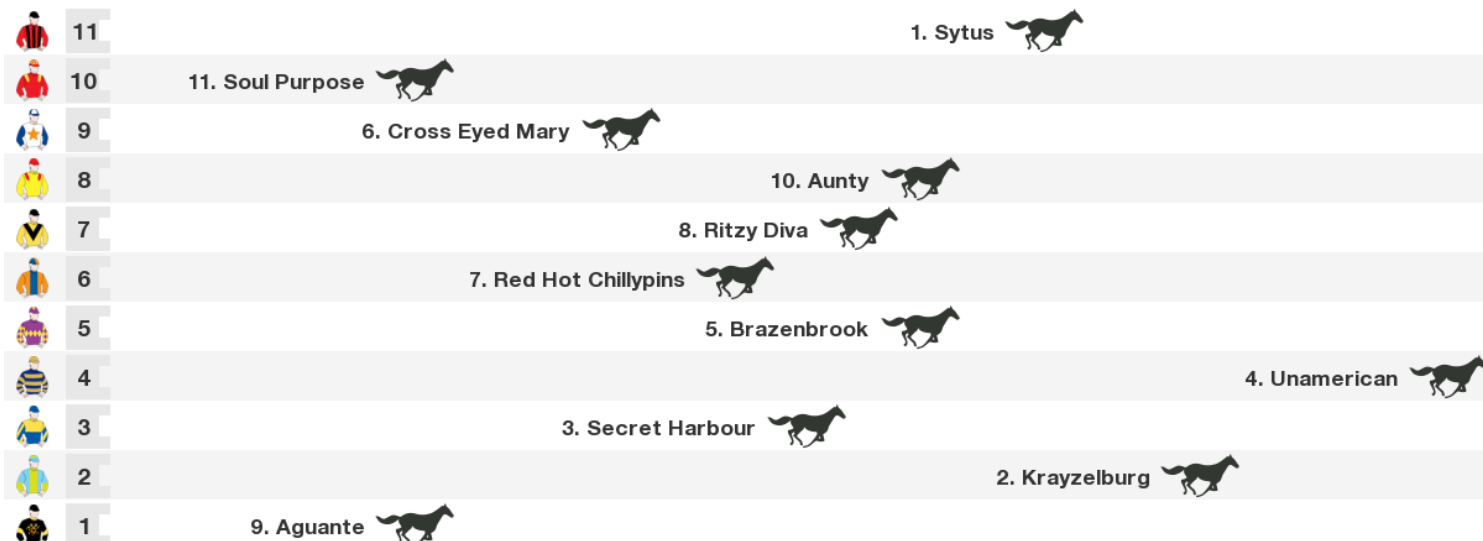 11 1. Sytus
10 11. Soul Purpose
9 6. Cross Eyed Mary
8 10. Aunty
7 8. Ritzy Diva
6 7. Red Hot Chillypins
5 5. Brazenbrook
4 4. Unamerican
3 3. Secret Harbour
2 2. Krayzelburg
1 9. Aguante